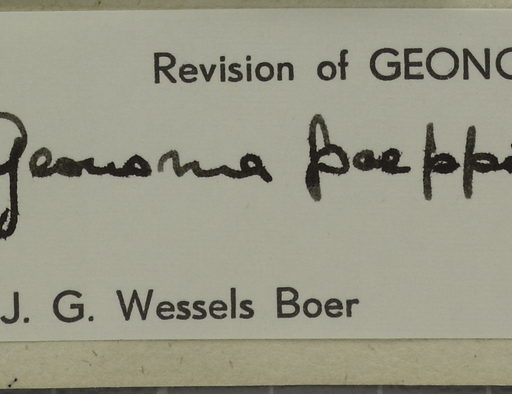 Revision of GEONO
Geonoma poeppi
J. G. Wessels Boer